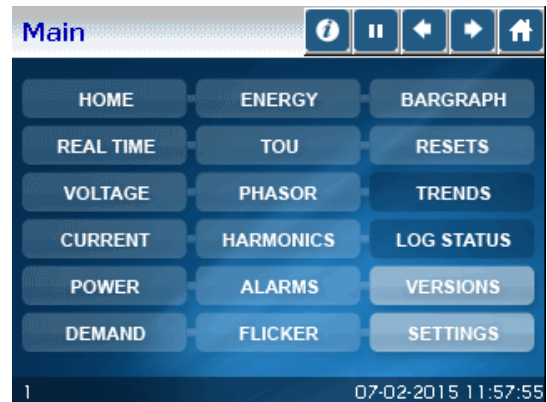 Main
HOME ENERGY BARGRAPH
REAL TIME TOU RESETS
VOLTAGE PHASOR TRENDS
CURRENT HARMONICS LOG STATUS
POWER ALARMS VERSIONS
DEMAND FLICKER SETTINGS
1 07-02-2015 11:57:55